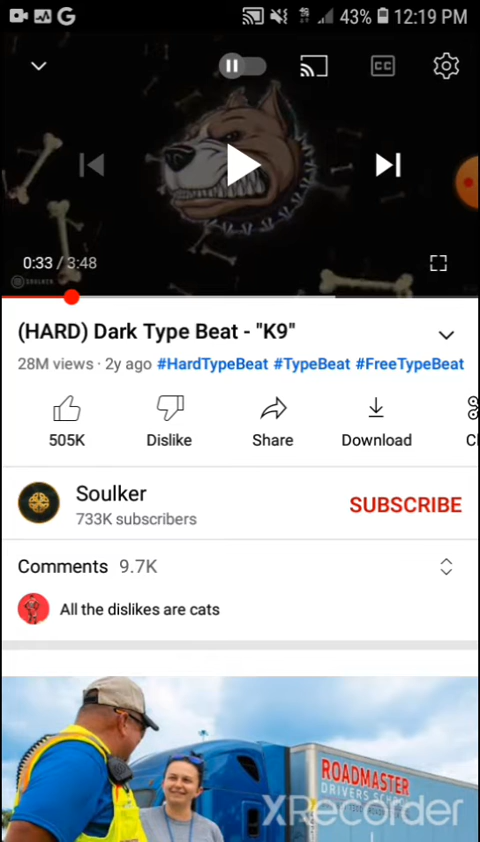 43% 12:19 PM
CC
0:33 / 3:48
SOULKER
(HARD) Dark Type Beat - "K9"
28M views · 2y ago #HardTypeBeat #TypeBeat #FreeTypeBeat
505K Dislike Share Download
Soulker
733K subscribers
SUBSCRIBE
Comments 9.7K
All the dislikes are cats
ROADMASTER
DRIVERS SCHOOL
XRecorder